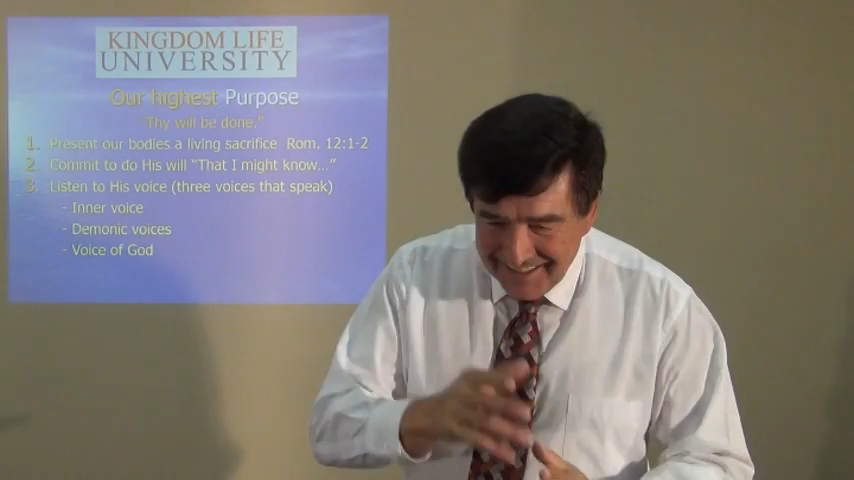 KINGDOM LIFE
UNIVERSITY
Our highest Purpose
"Thy will be done."
1. Present our bodies a living sacrifice Rom. 12:1-2
2. Commit to do His will "That I might know..."
3. Listen to His voice (three voices that speak)
- Inner voice
- Demonic voices
- Voice of God